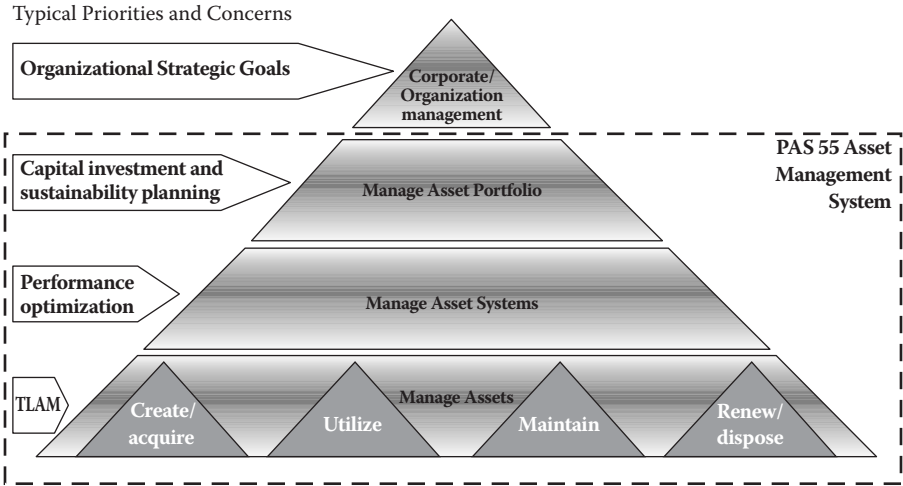 Typical Priorities and Concerns
Organizational Strategic Goals
Corporate/
Organization
management
PAS 55 Asset
Management
System
Capital investment and
sustainability planning
Manage Asset Portfolio
Performance
optimization
Manage Asset Systems
TLAM
Manage Assets
Create/
acquire
Utilize
Maintain
Renew/
dispose